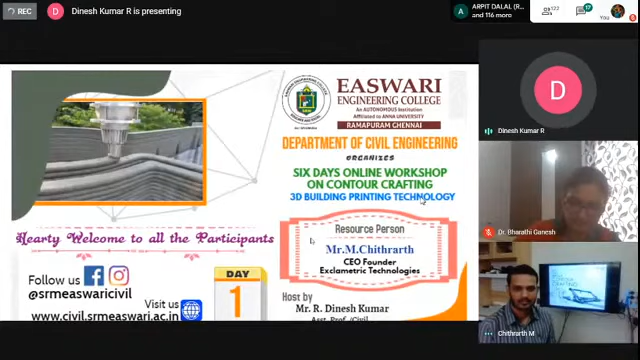 REC
D
Dinesh Kumar R is presenting
A
ARPIT DALAL (R...
and 116 more
122
17
You
EASWARI
ENGINEERING COLLEGE
An AUTONOMOUS Institution
Affiliated to ANNA UNIVERSITY
RAMAPURAM CHENNAI
DEPARTMENT OF CIVIL ENGINEERING
ORGANIZES
SIX DAYS ONLINE WORKSHOP
ON CONTOUR CRAFTING
3D BUILDING PRINTING TECHNOLOGY
Resource Person
Mr.M.Chithrarth
CEO Founder
Exclametric Technologies
Hearty Welcome to all the Participants
Follow us
@srmeaswaricivil
Visit us
www.civil.srmeaswari.ac.in
DAY
1
Host by
Mr. R. Dinesh Kumar
Asst. Prof./Civil
D
Dinesh Kumar R
Dr. Bharathi Ganesh
Chithrarth M